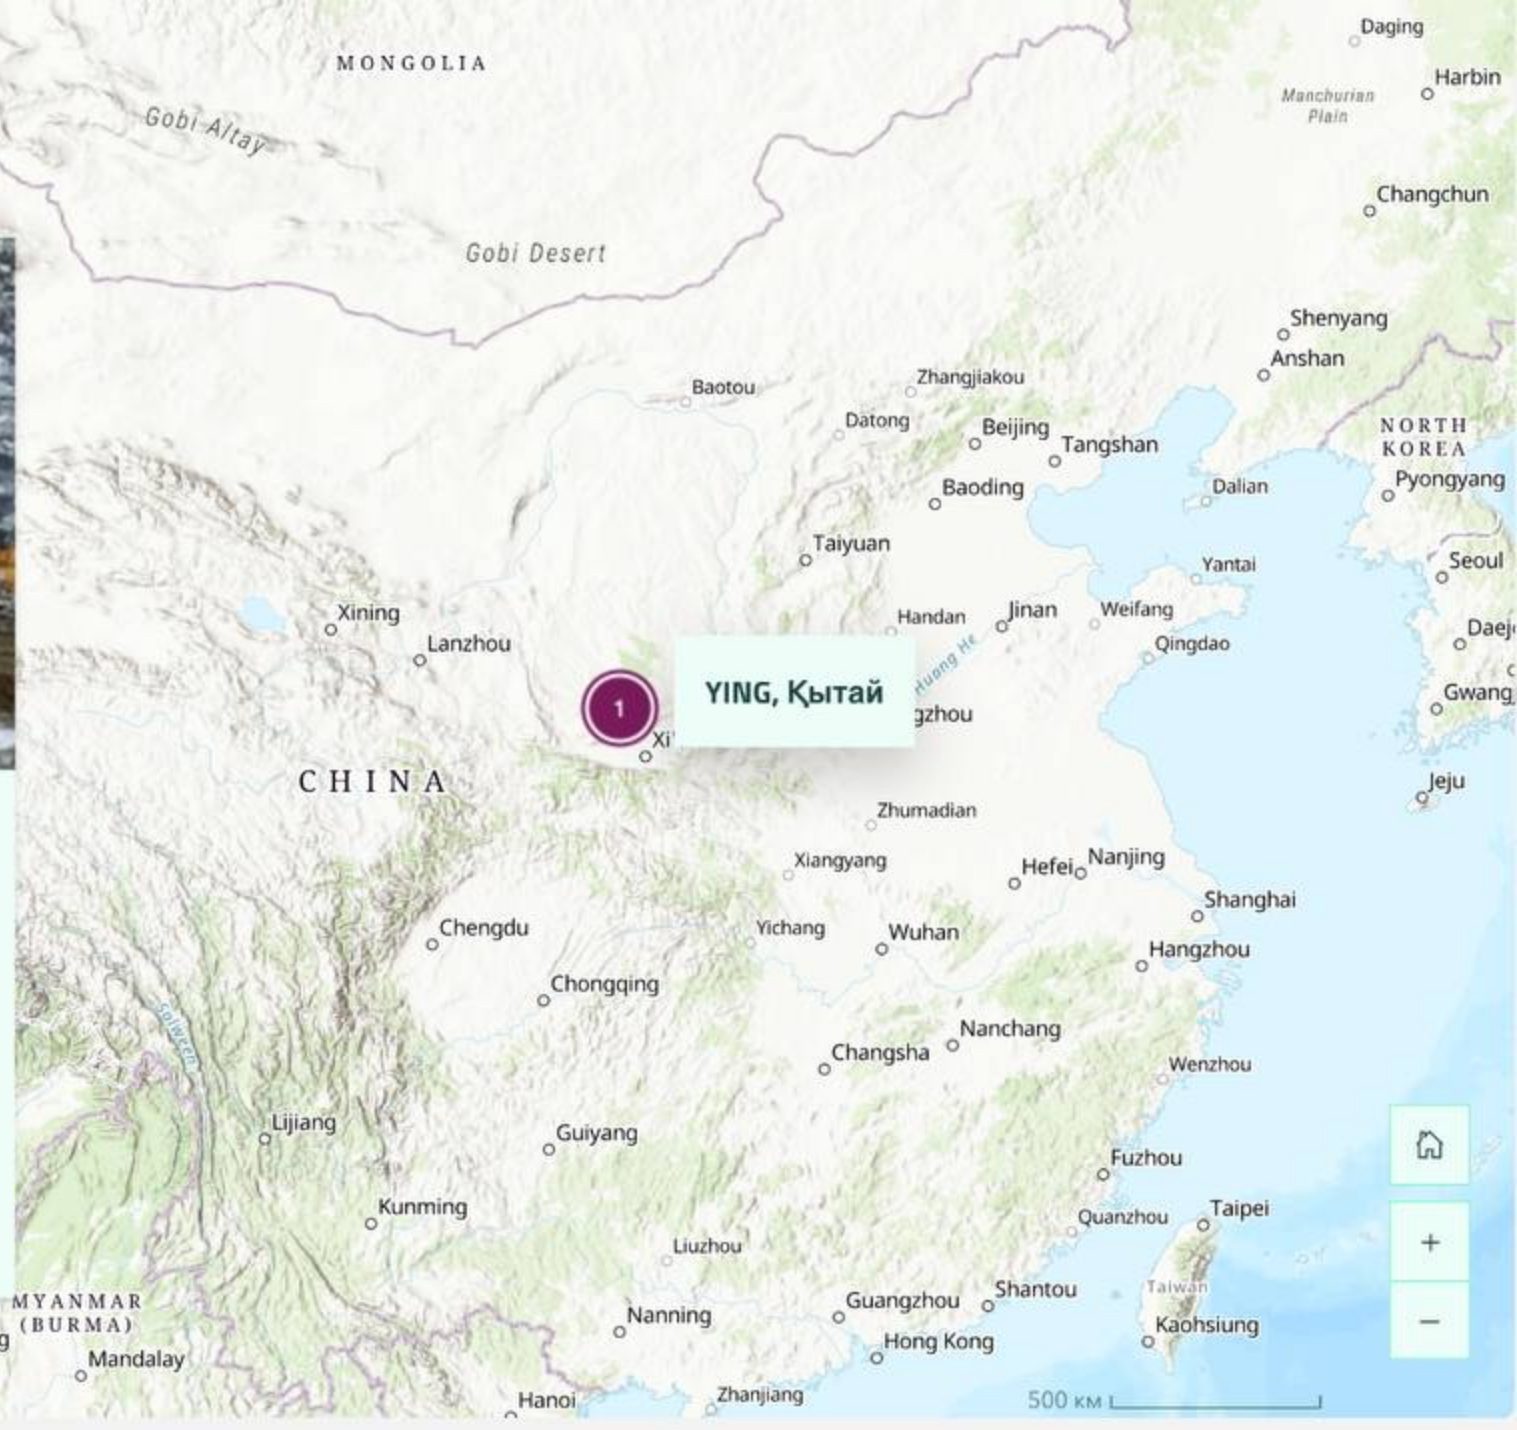 Daging
MONGOLIA
Harbin
Manchurian
Plain
Gobi Altay
Changchun
Gobi Desert
Shenyang
Anshan
Zhangjiakou
Baotou
Datong
Beijing
NORTH
KOREA
Tangshan
Pyongyang
Dalian
Baoding
Taiyuan
Seoul
Yantai
Xining
Handan
Jinan
Weifang
Lanzhou
Qingdao
Daej
Huang He
YING, Қытай
Gwang
1
gzhou
Xi'
CHINA
Jeju
Zhumadian
Xiangyang
Hefei
Nanjing
Shanghai
Chengdu
Yichang
Wuhan
Hangzhou
Chongqing
Salween
Nanchang
Changsha
Wenzhou
Lijiang
Guiyang
Fuzhou
Kunming
Quanzhou
Taipei
+
Liuzhou
Taiwan
Shantou
MYANMAR
(BURMA)
Guangzhou
Nanning
−
Kaohsiung
g
Hong Kong
Mandalay
Zhanjiang
Hanoi
500 км